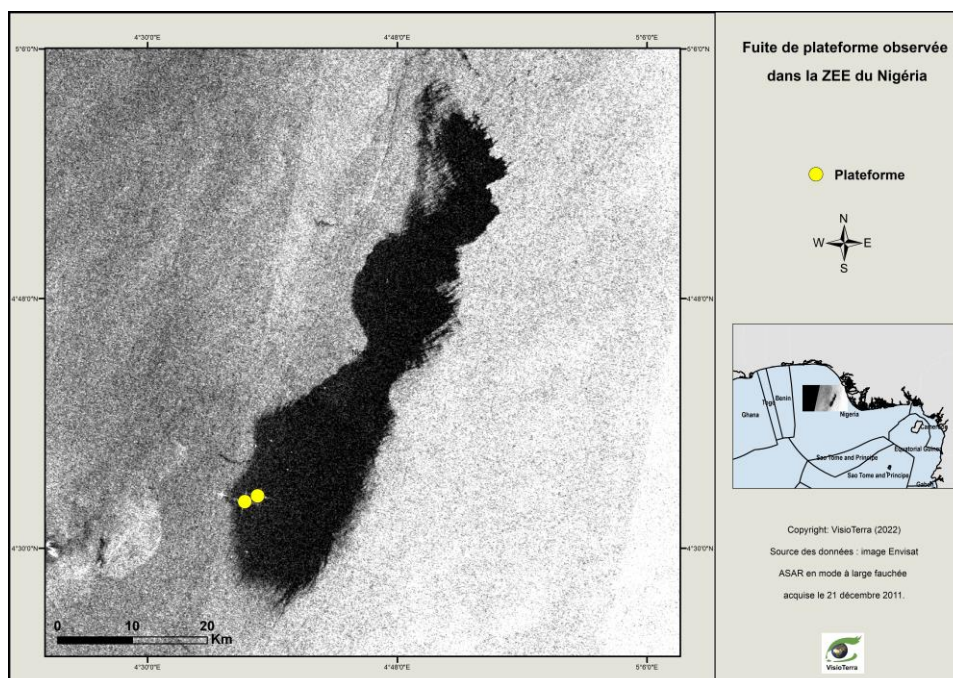 4°30'0"E
4°48'0"E
5°6'0"E
5°6'0"N
5°6'0"N
4°48'0"N
4°48'0"N
4°30'0"N
4°30'0"N
0 10 20
Km
4°30'0"E
4°48'0"E
5°6'0"E
Fuite de plateforme observée
dans la ZEE du Nigéria
Plateforme
N
W E
S
Ghana
Togo
Benin
Nigeria
Sao Tome and Principe
Sao Tome and Principe
Copyright: VisioTerra (2022)
Source des données : image Envisat
ASAR en mode à large fauchée
acquise le 21 décembre 2011.
VisioTerra